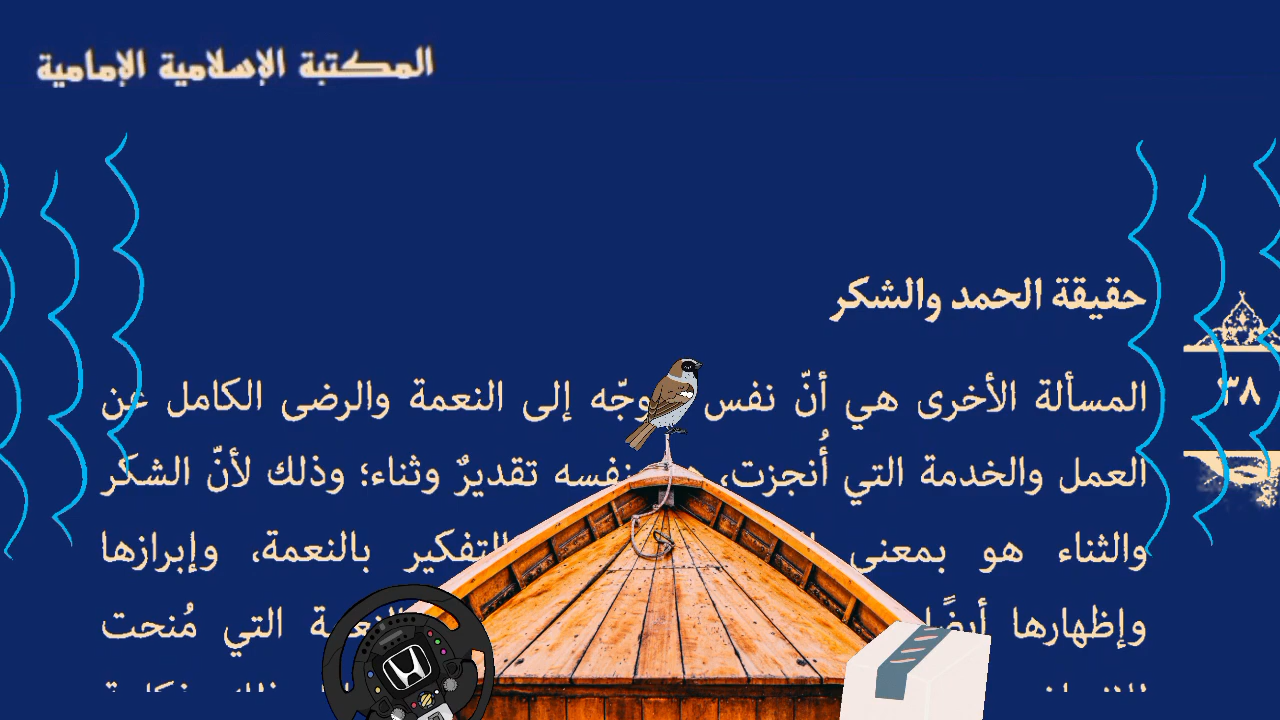 المكتبة الإسلامية الإمامية
حقيقة الحمد والشكر
٣٨
المسألة الأخرى هي أنّ نفس إلى النعمة والرضى الكامل عن
العمل والخدمة التي أُنجزت، نفسه تقديرٌ وثناء؛ وذلك لأنّ الشكر
والثناء هو بمعنى التفكير بالنعمة، وإبرازها
وإظهارها أيضًا التي مُنحت